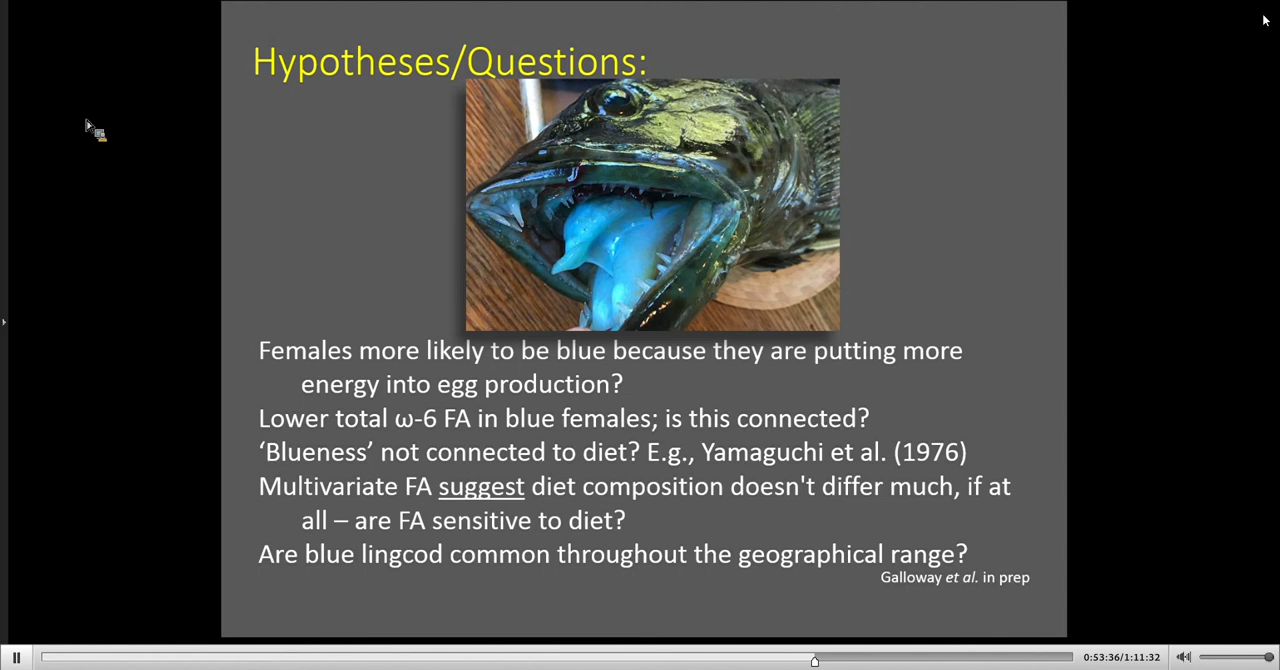 Hypotheses/Questions:
Females more likely to be blue because they are putting more
energy into egg production?
Lower total ω-6 FA in blue females; is this connected?
‘Blueness’ not connected to diet? E.g., Yamaguchi et al. (1976)
Multivariate FA suggest diet composition doesn't differ much, if at
all – are FA sensitive to diet?
Are blue lingcod common throughout the geographical range?
Galloway et al. in prep
0:53:36/1:11:32